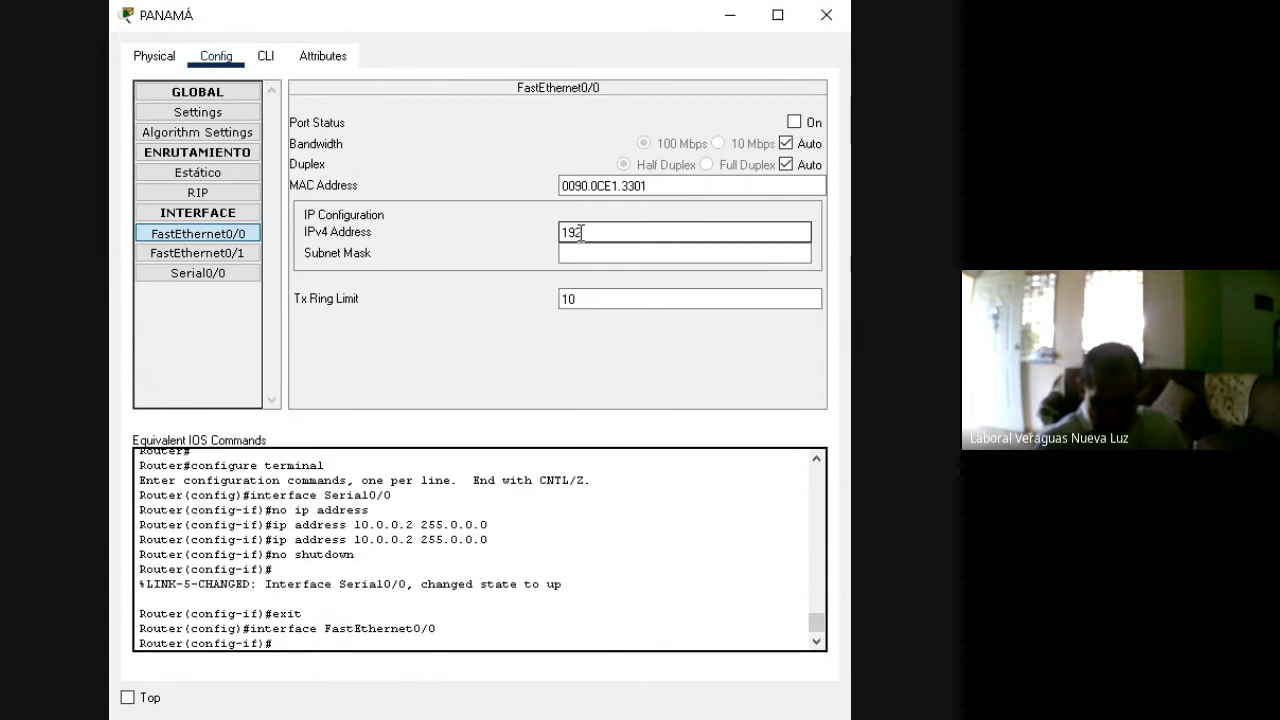 PANAMÁ
Physical Config CLI Attributes
GLOBAL
Settings
Algorithm Settings
ENRUTAMIENTO
Estático
RIP
INTERFACE
FastEthernet0/0
FastEthernet0/1
Serial0/0
FastEthernet0/0
Port Status On
Bandwidth 100 Mbps 10 Mbps Auto
Duplex Half Duplex Full Duplex Auto
MAC Address 0090.0CE1.3301
IP Configuration
IPv4 Address 192
Subnet Mask
Tx Ring Limit 10
Equivalent IOS Commands
Router#
Router#configure terminal
Enter configuration commands, one per line. End with CNTL/Z.
Router(config)#interface Serial0/0
Router(config-if)#no ip address
Router(config-if)#ip address 10.0.0.2 255.0.0.0
Router(config-if)#ip address 10.0.0.2 255.0.0.0
Router(config-if)#no shutdown
Router(config-if)#
%LINK-5-CHANGED: Interface Serial0/0, changed state to up
Router(config-if)#exit
Router(config)#interface FastEthernet0/0
Router(config-if)#
Top
Laboral Veraguas Nueva Luz